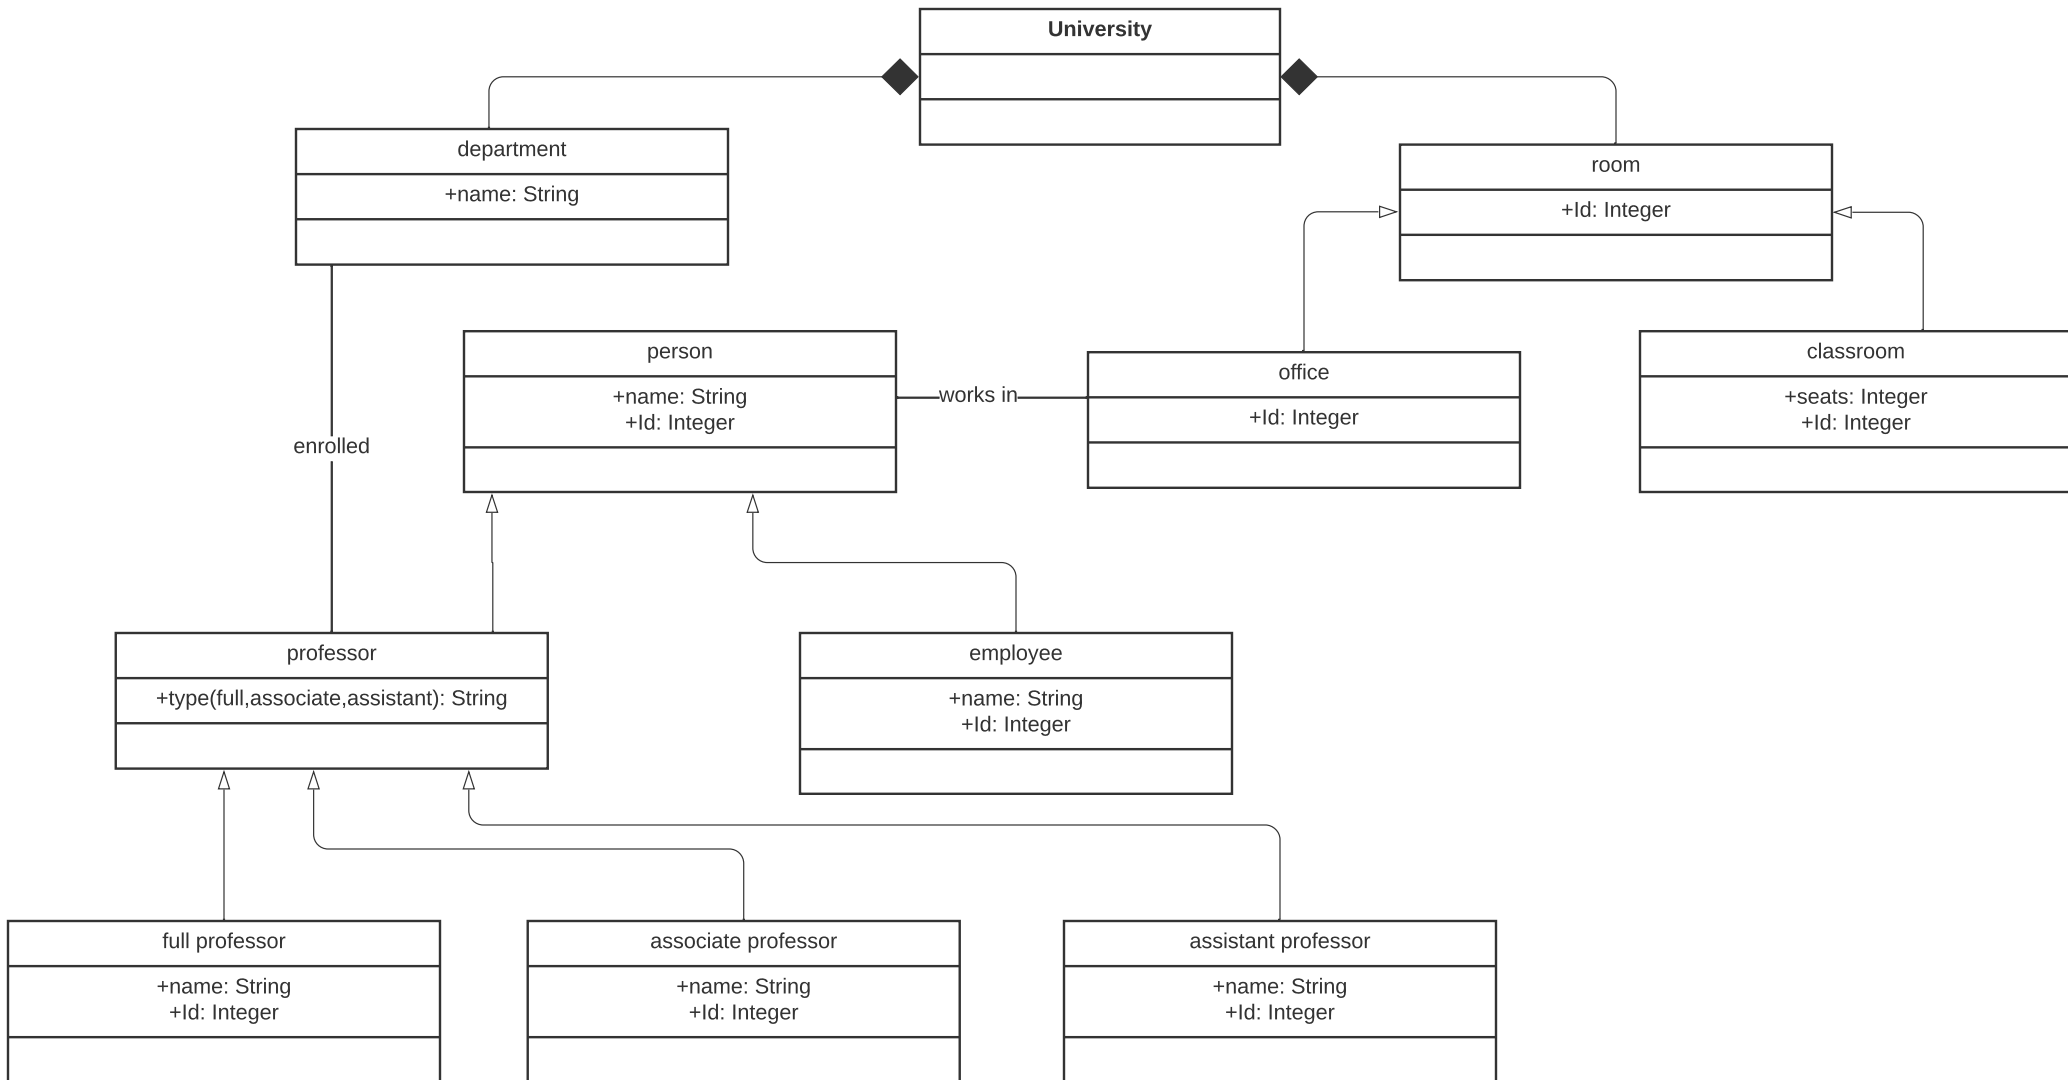 University
department
+name: String
room
+Id: Integer
person
+name: String
+Id: Integer
works in
office
+Id: Integer
classroom
+seats: Integer
+Id: Integer
enrolled
professor
+type(full,associate,assistant): String
employee
+name: String
+Id: Integer
full professor
+name: String
+Id: Integer
associate professor
+name: String
+Id: Integer
assistant professor
+name: String
+Id: Integer